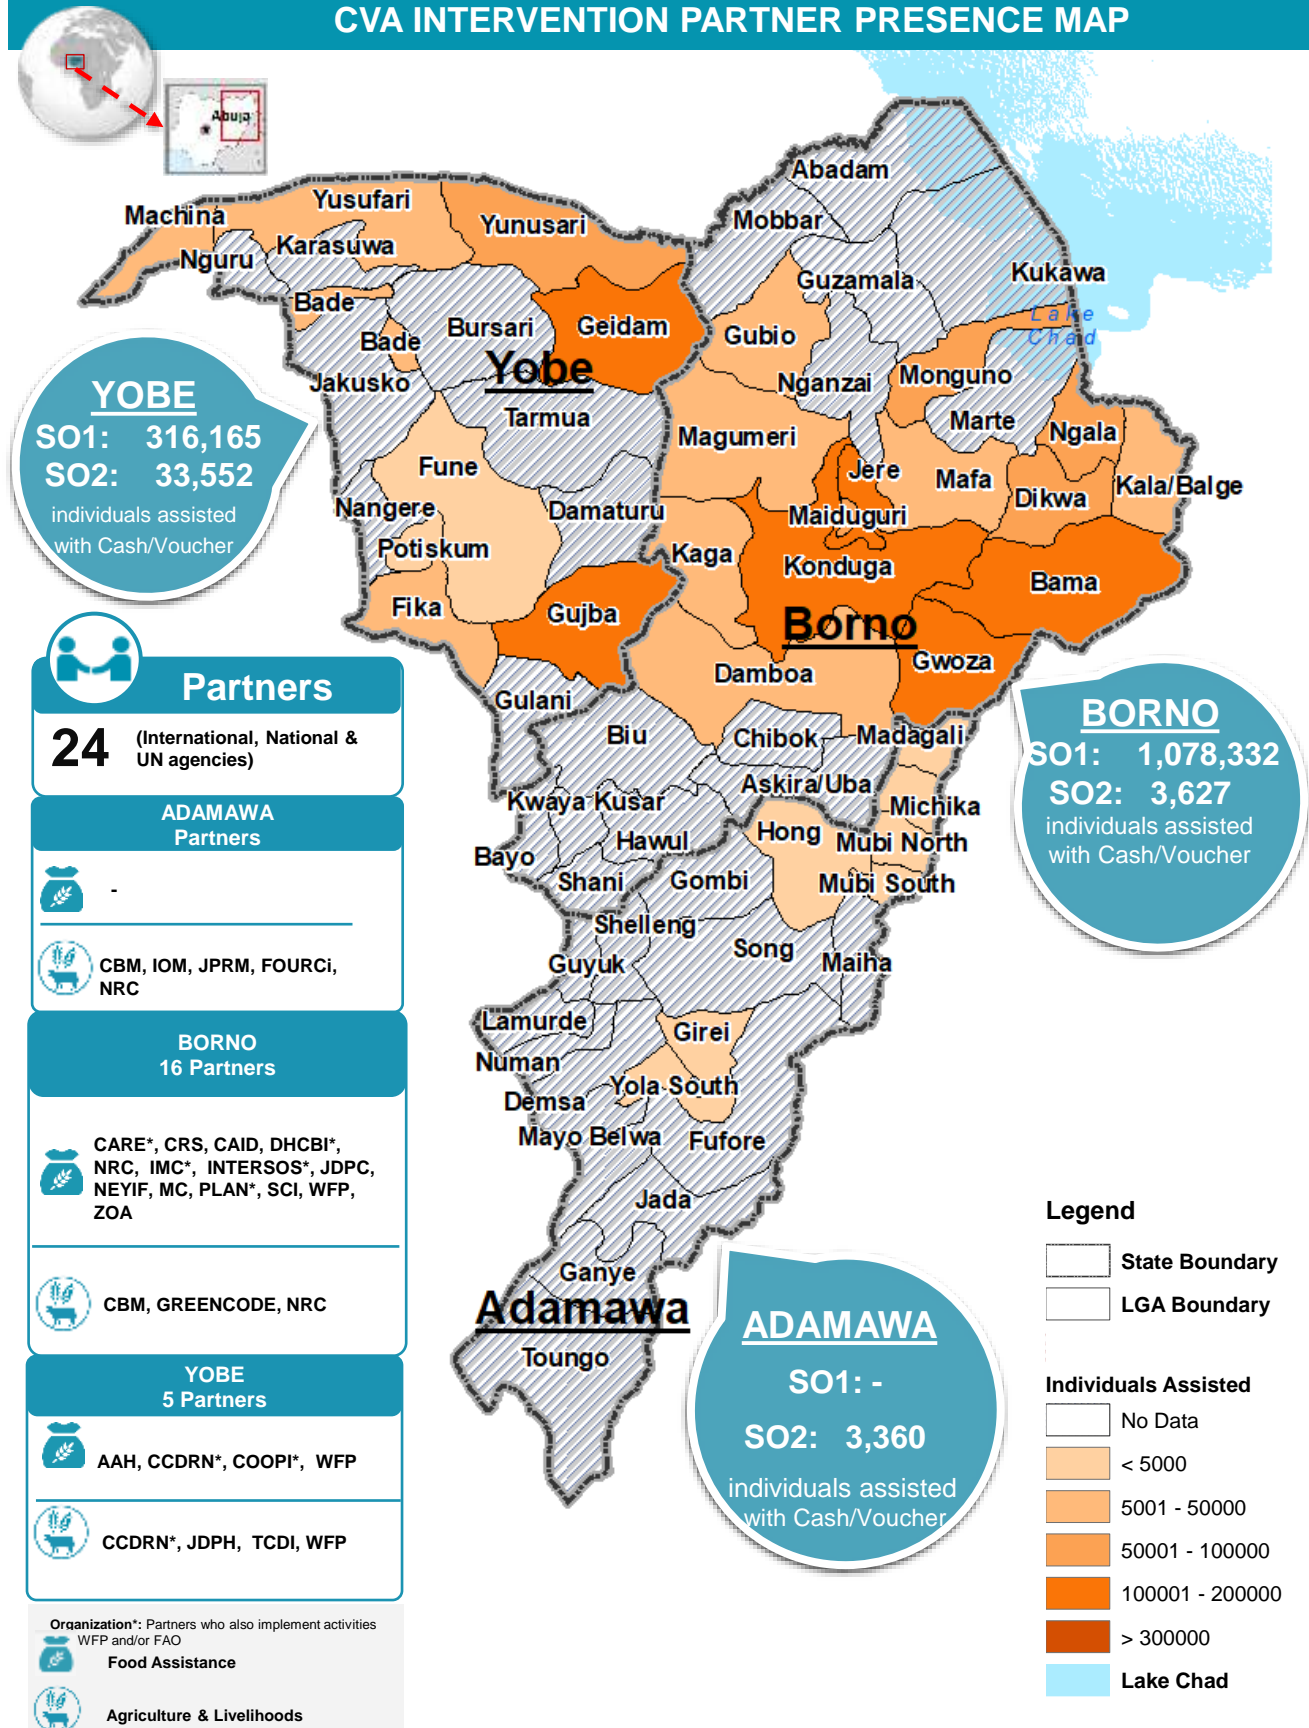 CVA INTERVENTION PARTNER PRESENCE MAP
Abuja
Abadam
Machina
Yusufari
Yunusari
Mobbar
Nguru
Karasuwa
Guzamala
Kukawa
Bade
Bursari
Geidam
Gubio
Lake
Chad
Bade
Jakusko
Yobe
Nganzai
Monguno
Marte
Tarmua
Magumeri
Ngala
Fune
Jere
Mafa
Dikwa
Kala/Balge
Nangere
Damaturu
Maiduguri
Potiskum
Kaga
Konduga
Bama
Fika
Gujba
Borno
Gwoza
Damboa
Gulani
Biu
Chibok
Madagali
Askira/Uba
Kwaya Kusar
Michika
Hawul
Hong
Mubi North
Bayo
Shani
Gombi
Mubi South
Shelleng
Song
Guyuk
Maiha
Lamurde
Girei
Numan
Yola South
Demsa
Mayo Belwa
Fufore
Jada
Ganye
Adamawa
Toungo
YOBE
SO1: 316,165
SO2: 33,552
individuals assisted
with Cash/Voucher
BORNO
SO1: 1,078,332
SO2: 3,627
individuals assisted
with Cash/Voucher
ADAMAWA
SO1: -
SO2: 3,360
individuals assisted
with Cash/Voucher
Partners
24 (International, National &
UN agencies)
ADAMAWA
Partners
-
CBM, IOM, JPRM, FOURCi,
NRC
BORNO
16 Partners
CARE*, CRS, CAID, DHCBI*,
NRC, IMC*, INTERSOS*, JDPC,
NEYIF, MC, PLAN*, SCI, WFP,
ZOA
CBM, GREENCODE, NRC
YOBE
5 Partners
AAH, CCDRN*, COOPI*, WFP
CCDRN*, JDPH, TCDI, WFP
Organization*: Partners who also implement activities
WFP and/or FAO
Food Assistance
Agriculture & Livelihoods
Legend
State Boundary
LGA Boundary
Individuals Assisted
No Data
< 5000
5001 - 50000
50001 - 100000
100001 - 200000
> 300000
Lake Chad